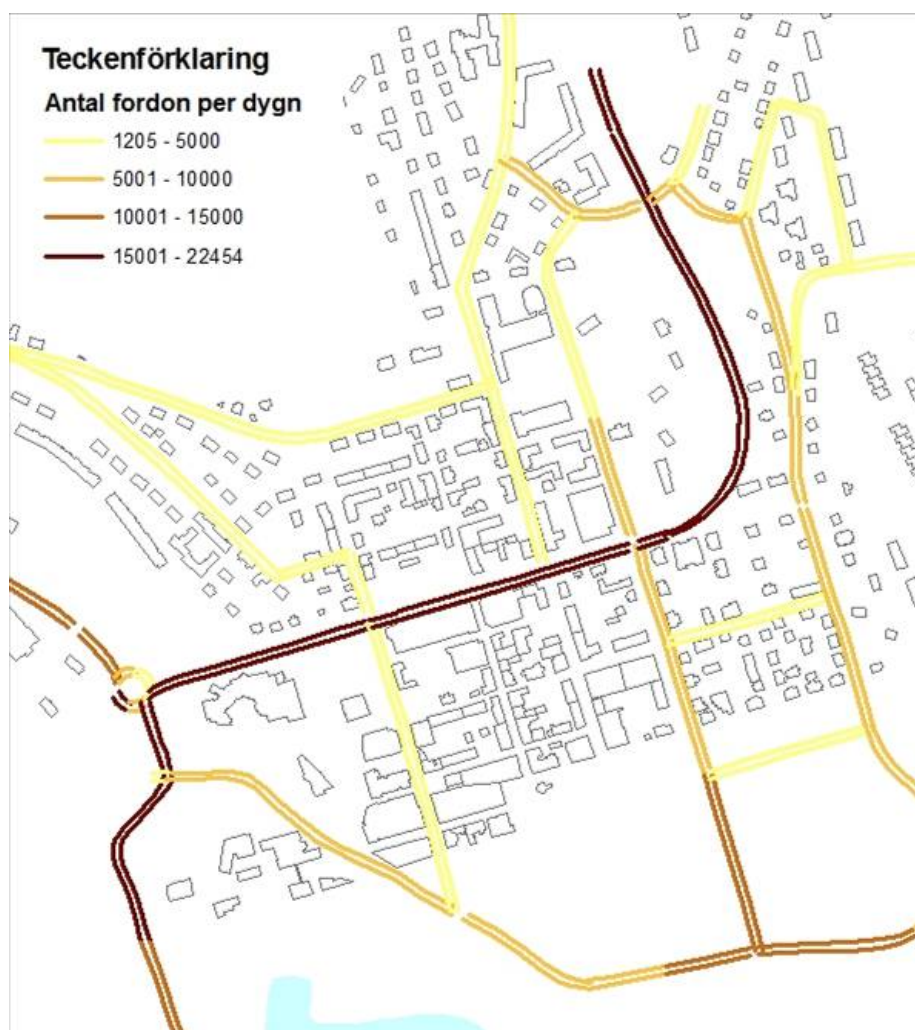 Teckenförklaring
Antal fordon per dygn
1205 - 5000
5001 - 10000
10001 - 15000
15001 - 22454